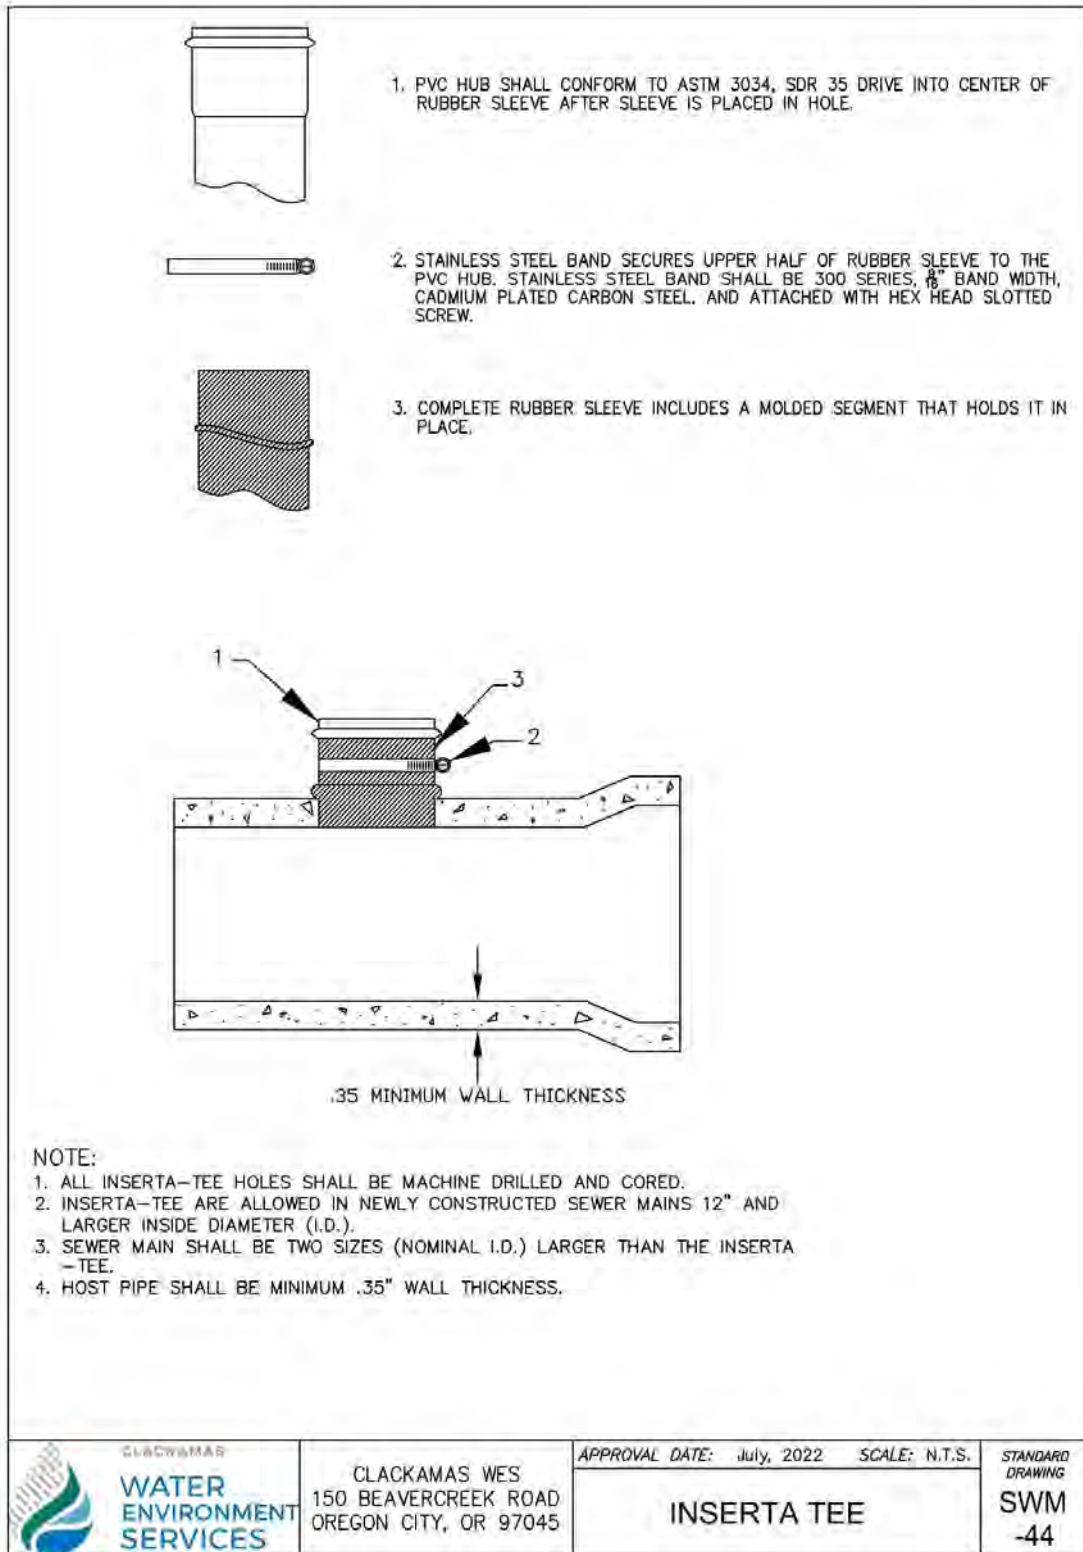 1. PVC HUB SHALL CONFORM TO ASTM 3034, SDR 35 DRIVE INTO CENTER OF
RUBBER SLEEVE AFTER SLEEVE IS PLACED IN HOLE.
2. STAINLESS STEEL BAND SECURES UPPER HALF OF RUBBER SLEEVE TO THE
PVC HUB. STAINLESS STEEL BAND SHALL BE 300 SERIES, BAND WIDTH,
CADMIUM PLATED CARBON STEEL. AND ATTACHED WITH HEX HEAD SLOTTED
SCREW.
3. COMPLETE RUBBER SLEEVE INCLUDES A MOLDED SEGMENT THAT HOLDS IT IN
PLACE.
1
3
2
.35 MINIMUM WALL THICKNESS
NOTE:
1. ALL INSERTA-TEE HOLES SHALL BE MACHINE DRILLED AND CORED.
2. INSERTA-TEE ARE ALLOWED IN NEWLY CONSTRUCTED SEWER MAINS 12" AND
LARGER INSIDE DIAMETER (I.D.).
3. SEWER MAIN SHALL BE TWO SIZES (NOMINAL I.D.) LARGER THAN THE INSERTA
-TEE.
4. HOST PIPE SHALL BE MINIMUM .35" WALL THICKNESS.
CLACKAMAS
WATER
ENVIRONMENT
SERVICES
CLACKAMAS WES
150 BEAVERCREEK ROAD
OREGON CITY, OR 97045
APPROVAL DATE: July, 2022 SCALE: N.T.S.
INSERTA TEE
STANDARD
DRAWING
SWM
-44